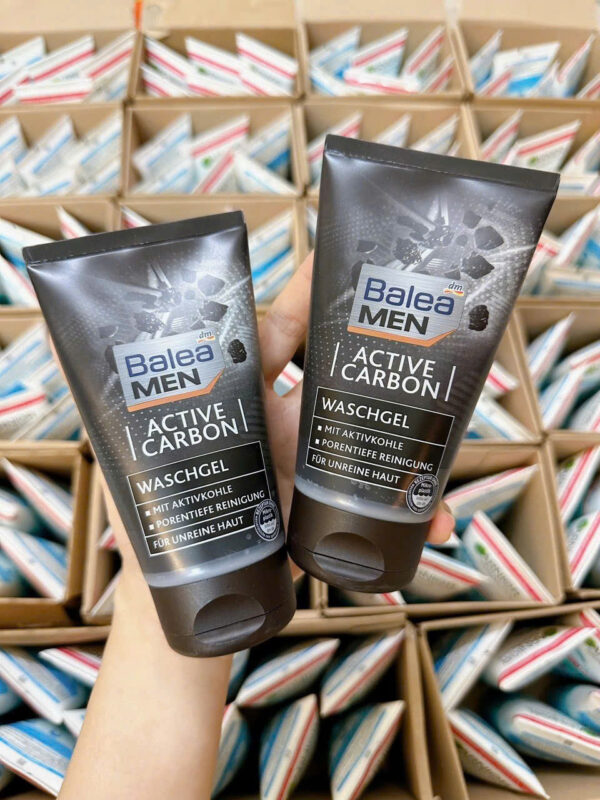 dm
Balea
MEN
ACTIVE
CARBON
WASCHGEL
▪ MIT AKTIVKOHLE
▪ PORENTIEFE REINIGUNG
FÜR UNREINE HAUT
dm
Balea
MEN
ACTIVE
CARBON
WASCHGEL
▪ MIT AKTIVKOHLE
▪ PORENTIEFE REINIGUNG
FÜR UNREINE HAUT